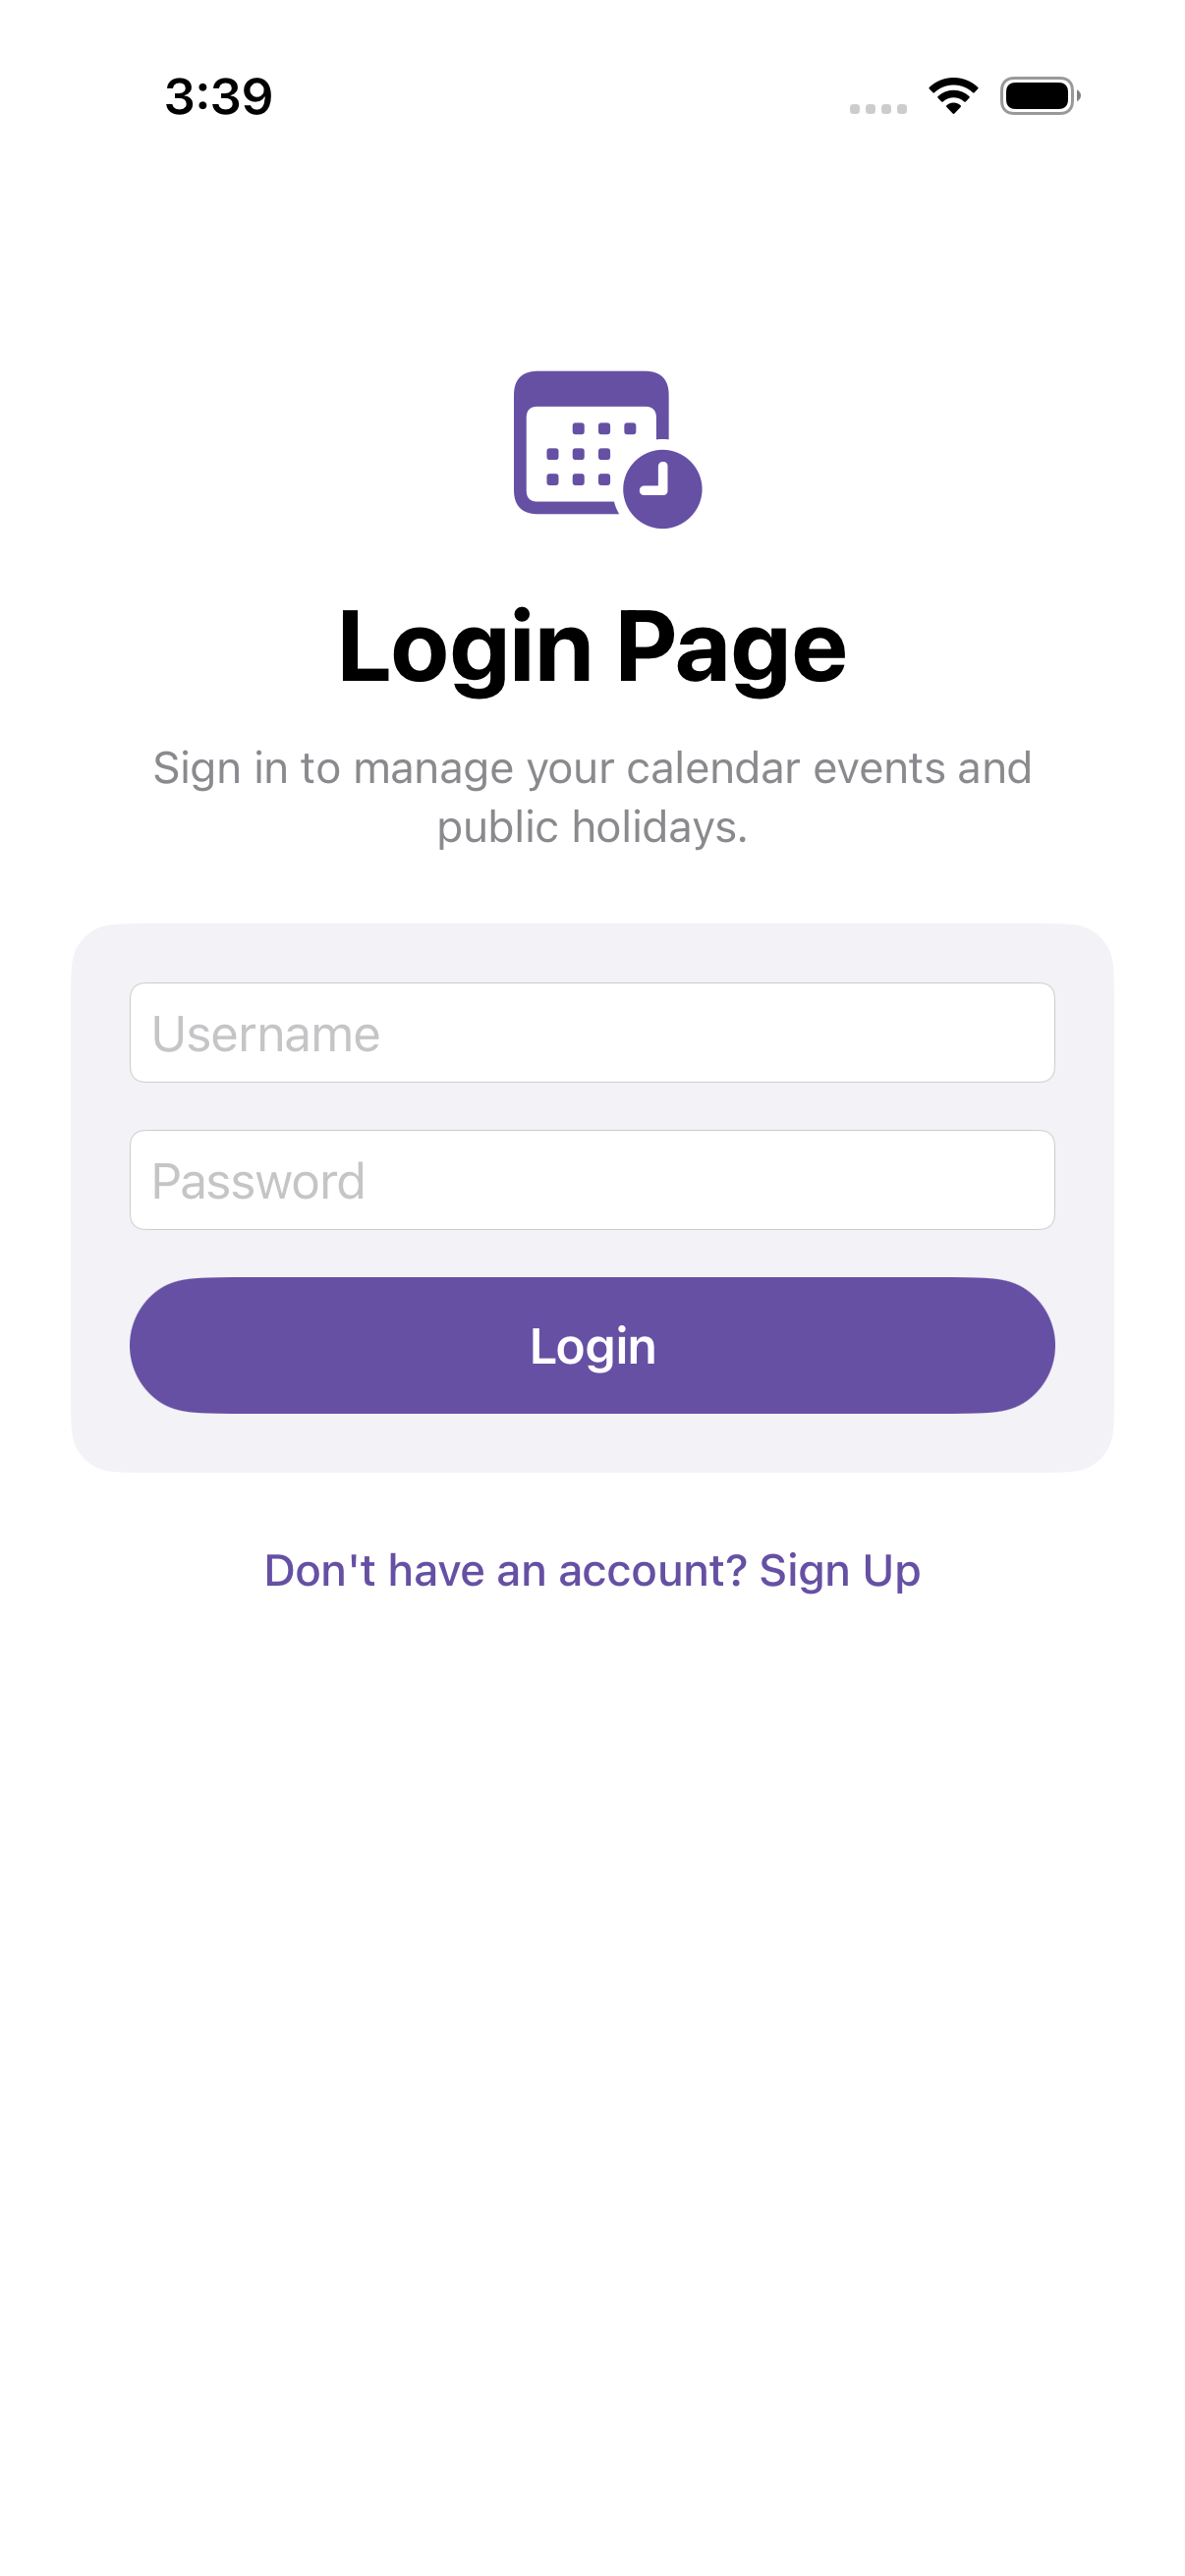 3:39
Login Page
Sign in to manage your calendar events and
public holidays.
Username
Password
Login
Don't have an account? Sign Up